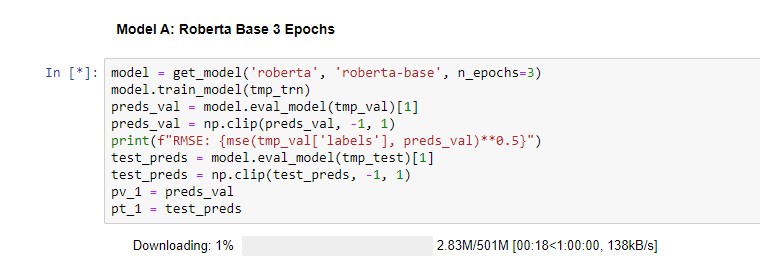 Model A: Roberta Base 3 Epochs
In [*]: model = get_model('roberta', 'roberta-base', n_epochs=3)
model.train_model(tmp_trn)
preds_val = model.eval_model(tmp_val)[1]
preds_val = np.clip(preds_val, -1, 1)
print(f"RMSE: {mse(tmp_val['labels'], preds_val)**0.5}")
test_preds = model.eval_model(tmp_test)[1]
test_preds = np.clip(test_preds, -1, 1)
pv_1 = preds_val
pt_1 = test_preds
Downloading: 1% 2.83M/501M [00:18<1:00:00, 138kB/s]